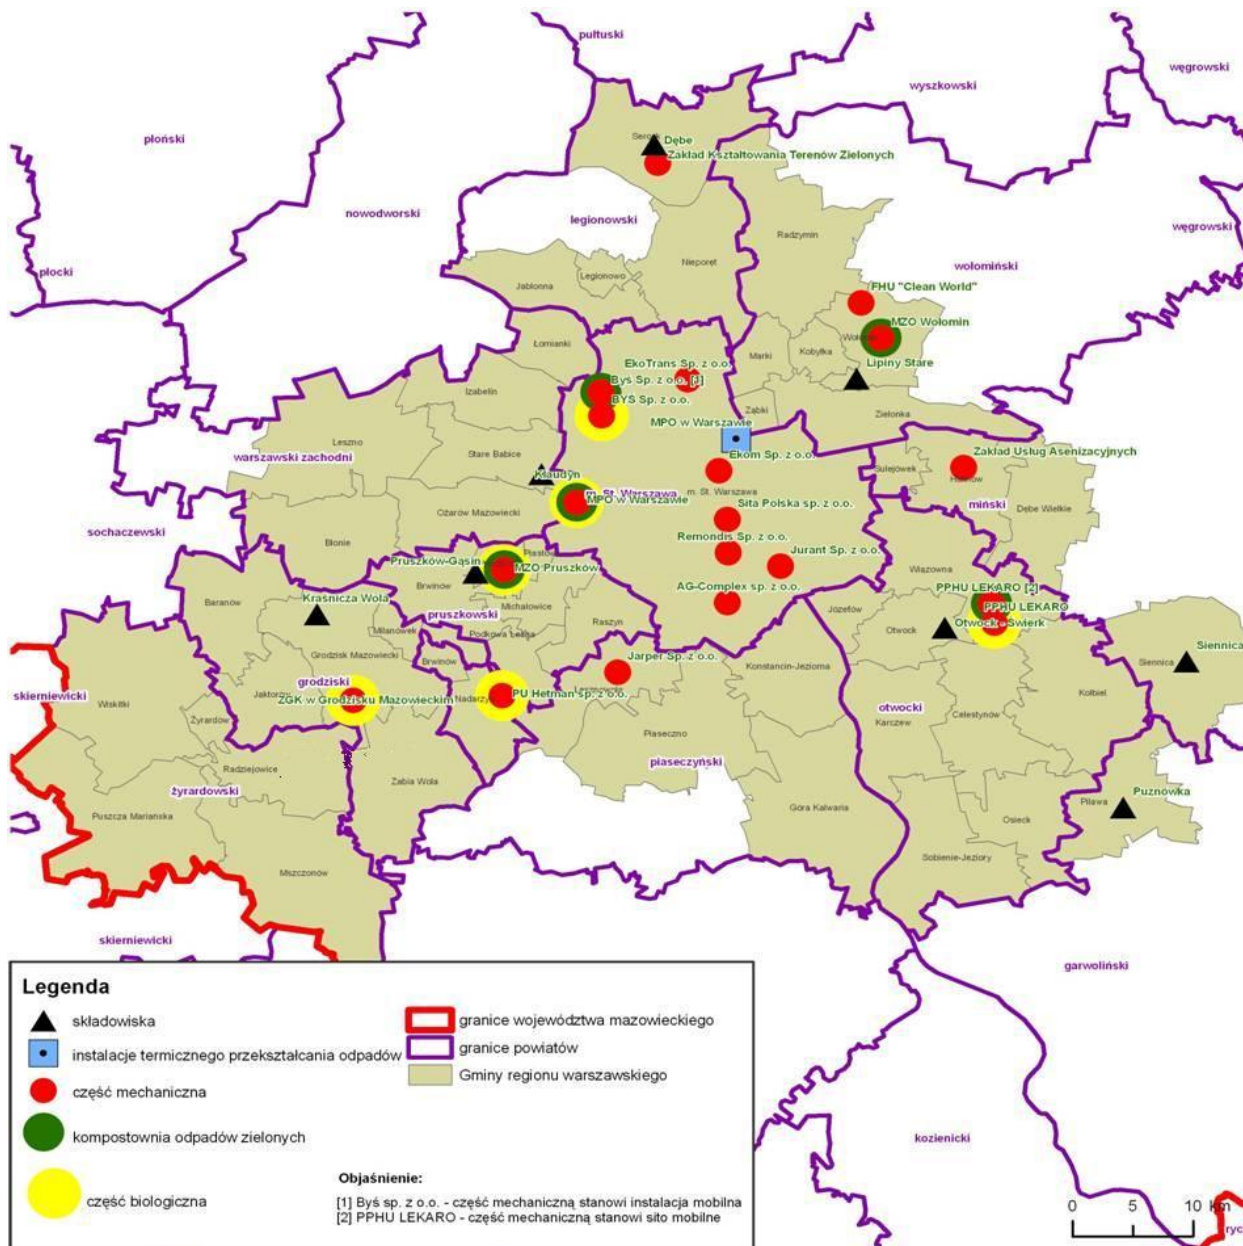 pułtuski
węgrowski
wyszkowski
płoński
Serock
Dębe
Zakład Kształtowania Terenów Zielonych
nowodworski
legionowski
węgrowski
Radzymin
płocki
Nieporęt
wołomiński
Legionowo
Jabłonna
FHU "Clean World"
MZO Wołomin
Łomianki
Marki
Kobyłka
EkoTrans Sp. z o.o.
Lipiny Stare
Byś Sp. z o.o. [1]
Izabelin
BYŚ Sp. z o.o.
Ząbki
Zielonka
MPO w Warszawie
Leszno
warszawski zachodni
Stare Babice
Ekom Sp. z o.o.
Zakład Usług Asenizacyjnych
Sulejówek
Klaudyn
m. St. Warszawa
m. St. Warszawa
MPO w Warszawie
Sita Polska sp. z o.o.
miński
Dębe Wielkie
Ożarów Mazowiecki
sochaczewski
Błonie
Remondis Sp. z o.o.
Jurant Sp. z o.o.
Pruszków-Gąsin
Piastów
MZO Pruszków
Wiązowna
Brwinów
AG-Complex sp. z o.o.
PPHU LEKARO [2]
PPHU LEKARO
Baranów
Kraśnicza Wola
Michałowice
pruszkowski
Raszyn
Józefów
Otwock
Otwock - Świerk
Milanówek
Podkowa Leśna
Siennica
Siennica
Grodzisk Mazowiecki
Brwinów
Jarper Sp. z o.o.
Konstancin-Jeziorna
grodziski
skierniewicki
Jaktorów
ZGK w Grodzisku Mazowieckim
Nadarzyn
PU Hetman sp. z o.o.
Lesznowola
Kołbiel
Wiskitki
otwocki
Karczew
Celestynów
Żyrardów
Piaseczno
Radziejowice
piaseczyński
żyrardowski
Żabia Wola
Puznówka
Pilawa
Góra Kalwaria
Puszcza Mariańska
Osieck
Sobienie-Jeziory
Mszczonów
skierniewicki
garwoliński
kozienicki
Legenda
składowiska
instalacje termicznego przekształcania odpadów
część mechaniczna
kompostownia odpadów zielonych
część biologiczna
granice województwa mazowieckiego
granice powiatów
Gminy regionu warszawskiego
Objaśnienie:
[1] Byś sp. z o.o. - część mechaniczną stanowi instalacja mobilna
[2] PPHU LEKARO - część mechaniczną stanowi sito mobilne
0 5 10 km